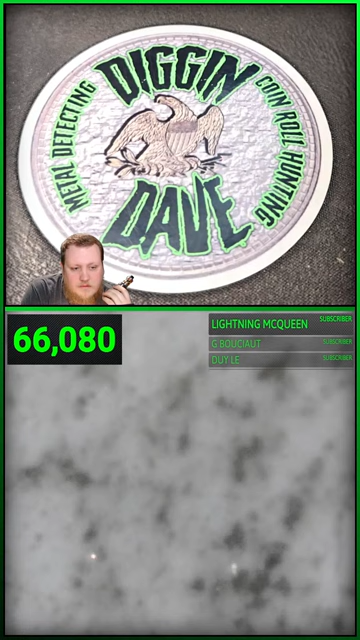 DIGGIN
METAL DETECTING
COIN ROLL HUNTING
DAVE
66,080
LIGHTNING MCQUEEN SUBSCRIBER
G BOUCIAUT SUBSCRIBER
DUY LE SUBSCRIBER